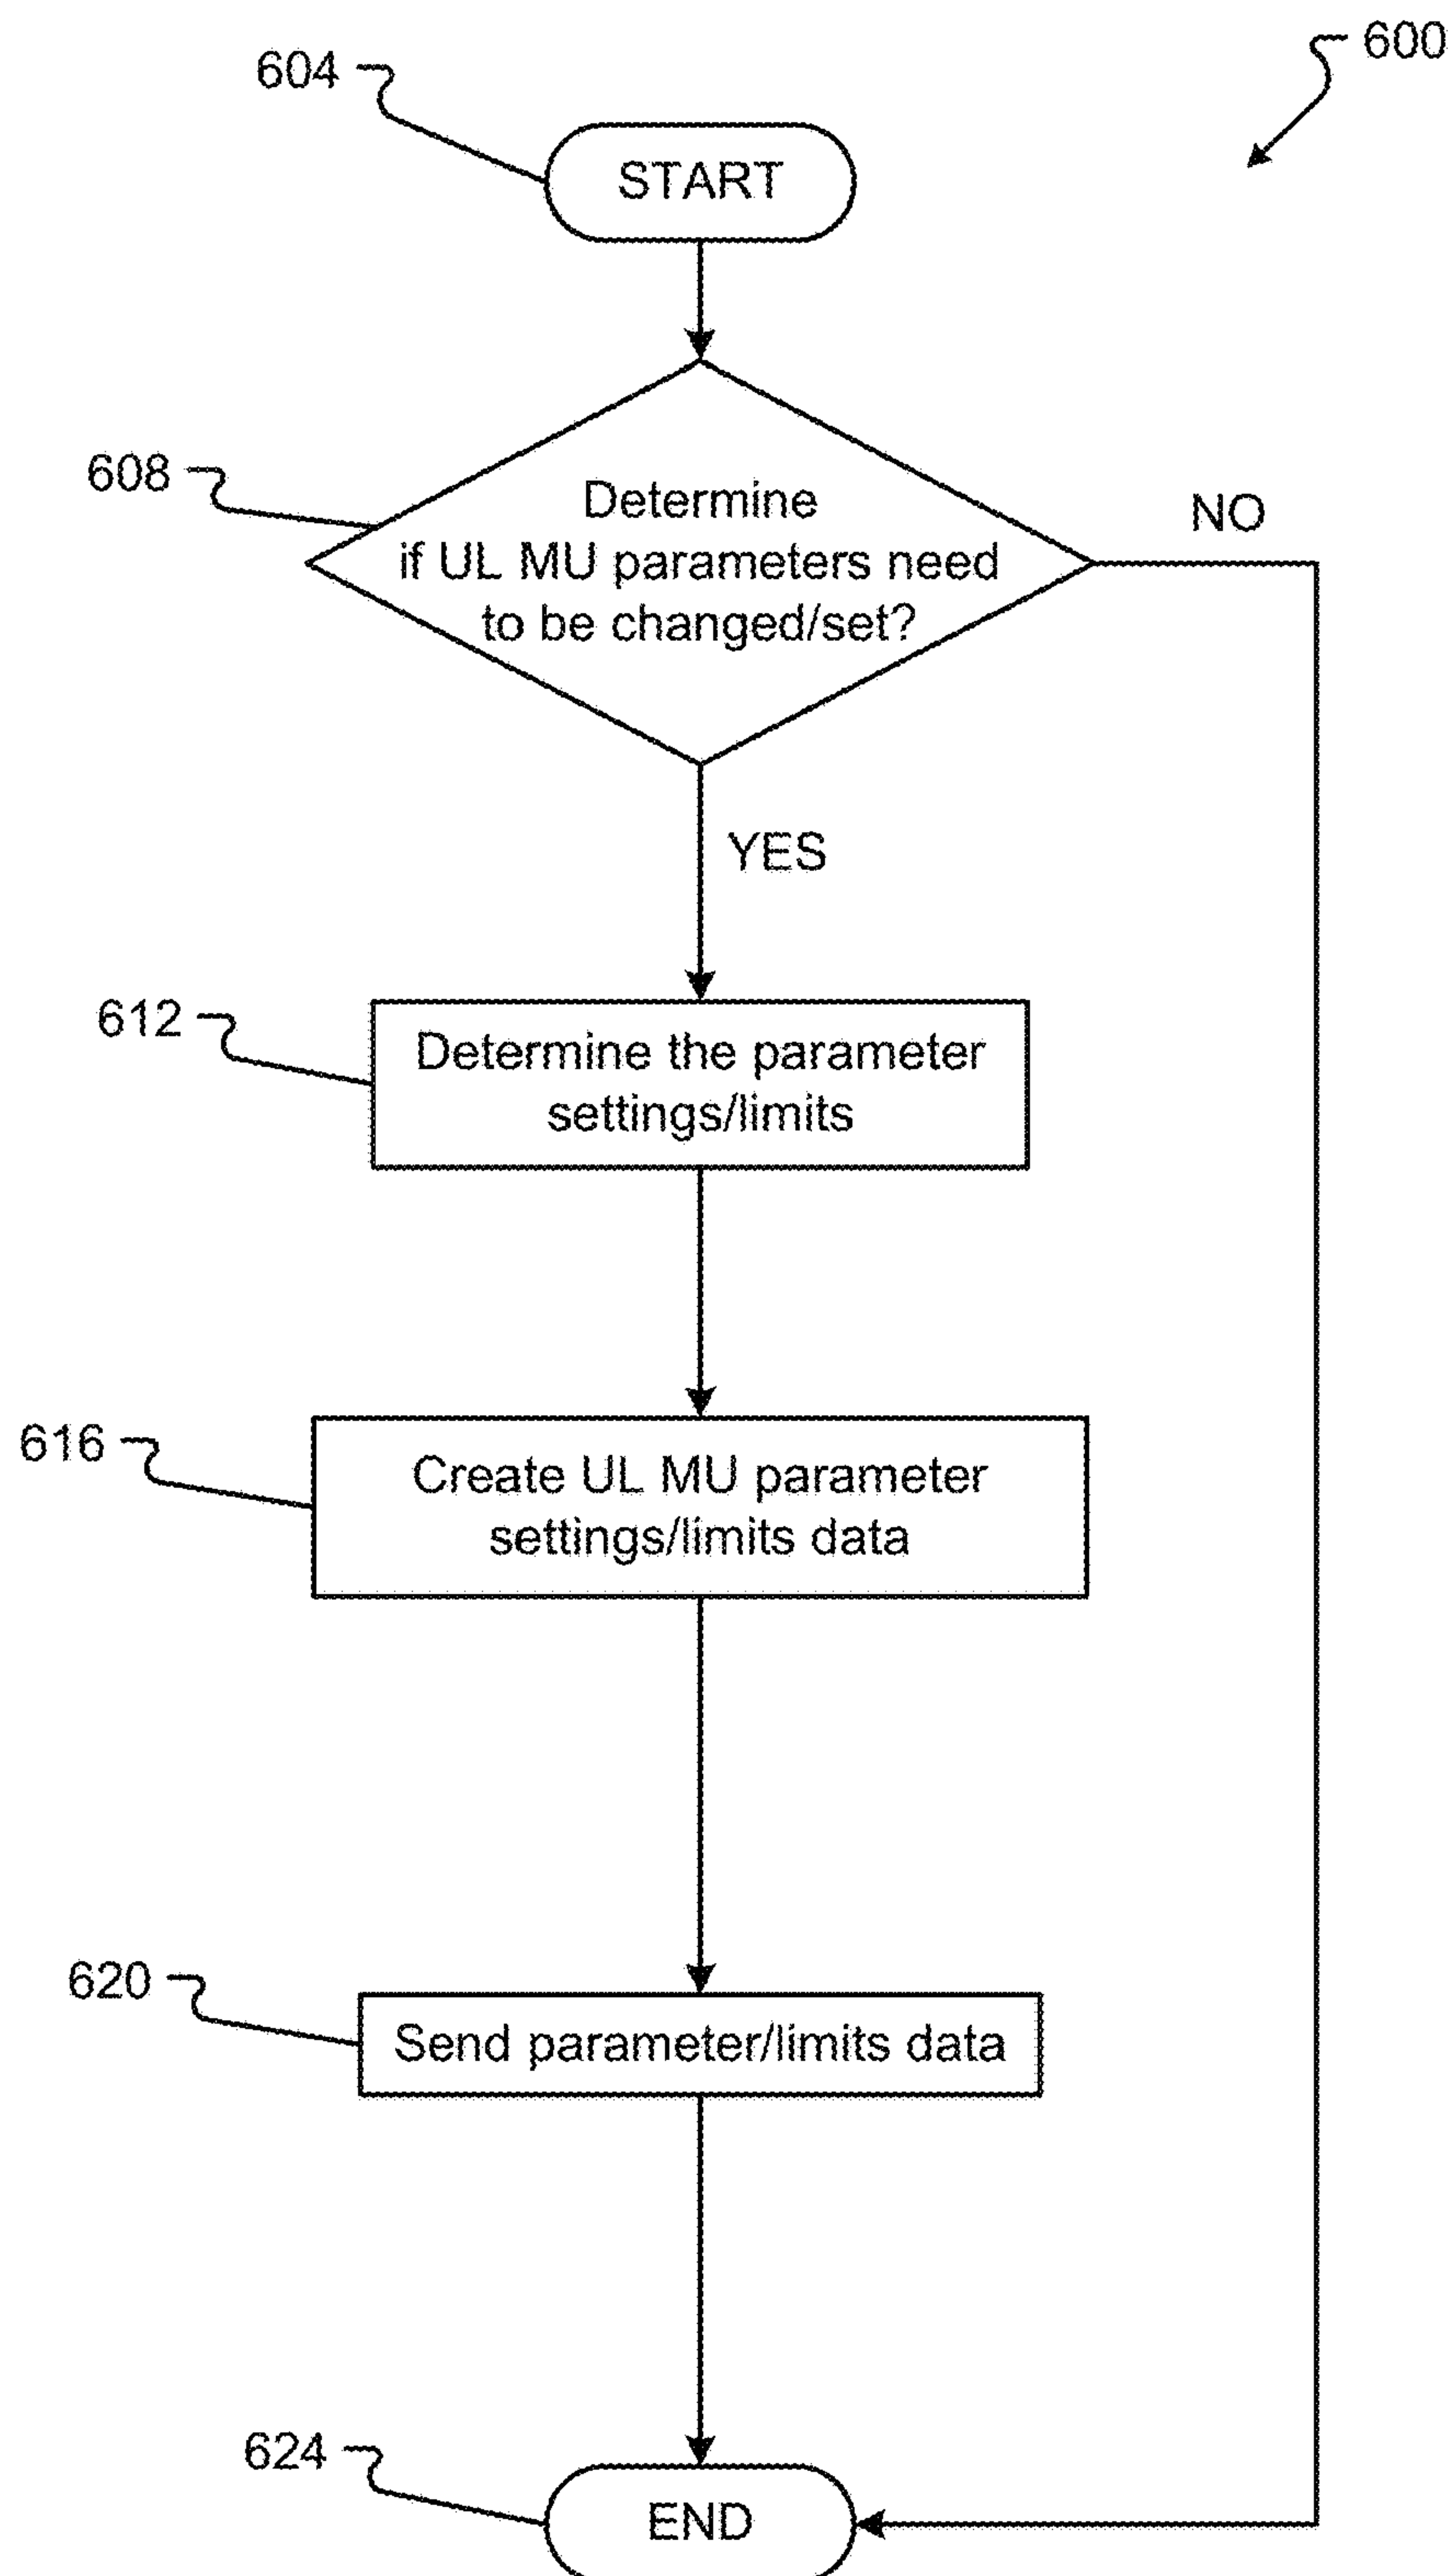 600
604
START
608
Determine
if UL MU parameters need
to be changed/set?
NO
YES
612
Determine the parameter
settings/limits
616
Create UL MU parameter
settings/limits data
620
Send parameter/limits data
624
END